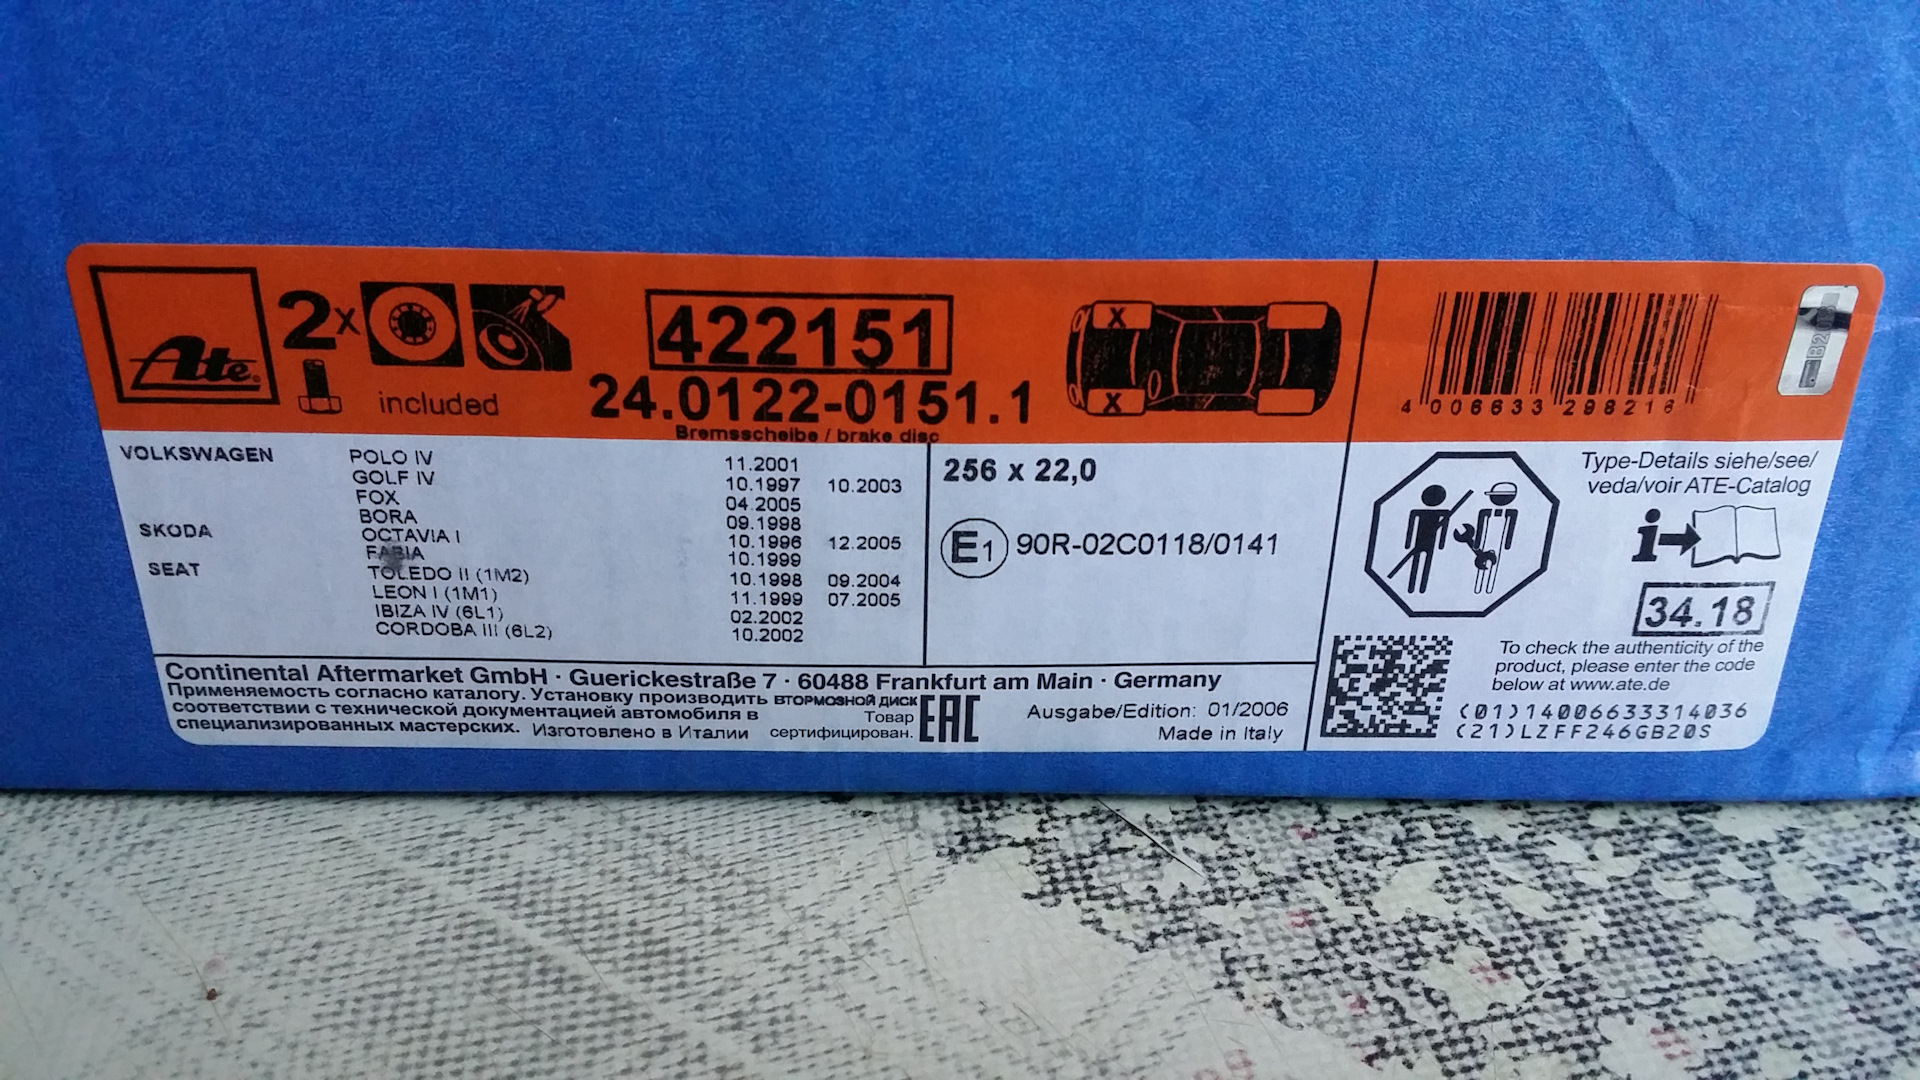 Ate
2x
included
422151
24.0122-0151.1
Bremsscheibe / brake disc
X
X
4 006633 298216
VOLKSWAGEN POLO IV 11.2001
GOLF IV 10.1997 10.2003
FOX 04.2005
BORA 09.1998
SKODA OCTAVIA I 10.1996 12.2005
FABIA 10.1999
SEAT TOLEDO II (1M2) 10.1998 09.2004
LEON I (1M1) 11.1999 07.2005
IBIZA IV (6L1) 02.2002
CORDOBA III (6L2) 10.2002
256 x 22,0
E1 90R-02C0118/0141
Type-Details siehe/see/
veda/voir ATE-Catalog
i
34.18
To check the authenticity of the
product, please enter the code
below at www.ate.de
(01)14006633314036
(21)LZFF246GB20S
Continental Aftermarket GmbH · Guerickestraße 7 · 60488 Frankfurt am Main · Germany
Применяемость согласно каталогу. Установку производить в ТОРМОЗНОЙ ДИСК
соответствии с технической документацией автомобиля в Товар
специализированных мастерских. Изготовлено в Италии сертифицирован.
EAC
Ausgabe/Edition: 01/2006
Made in Italy